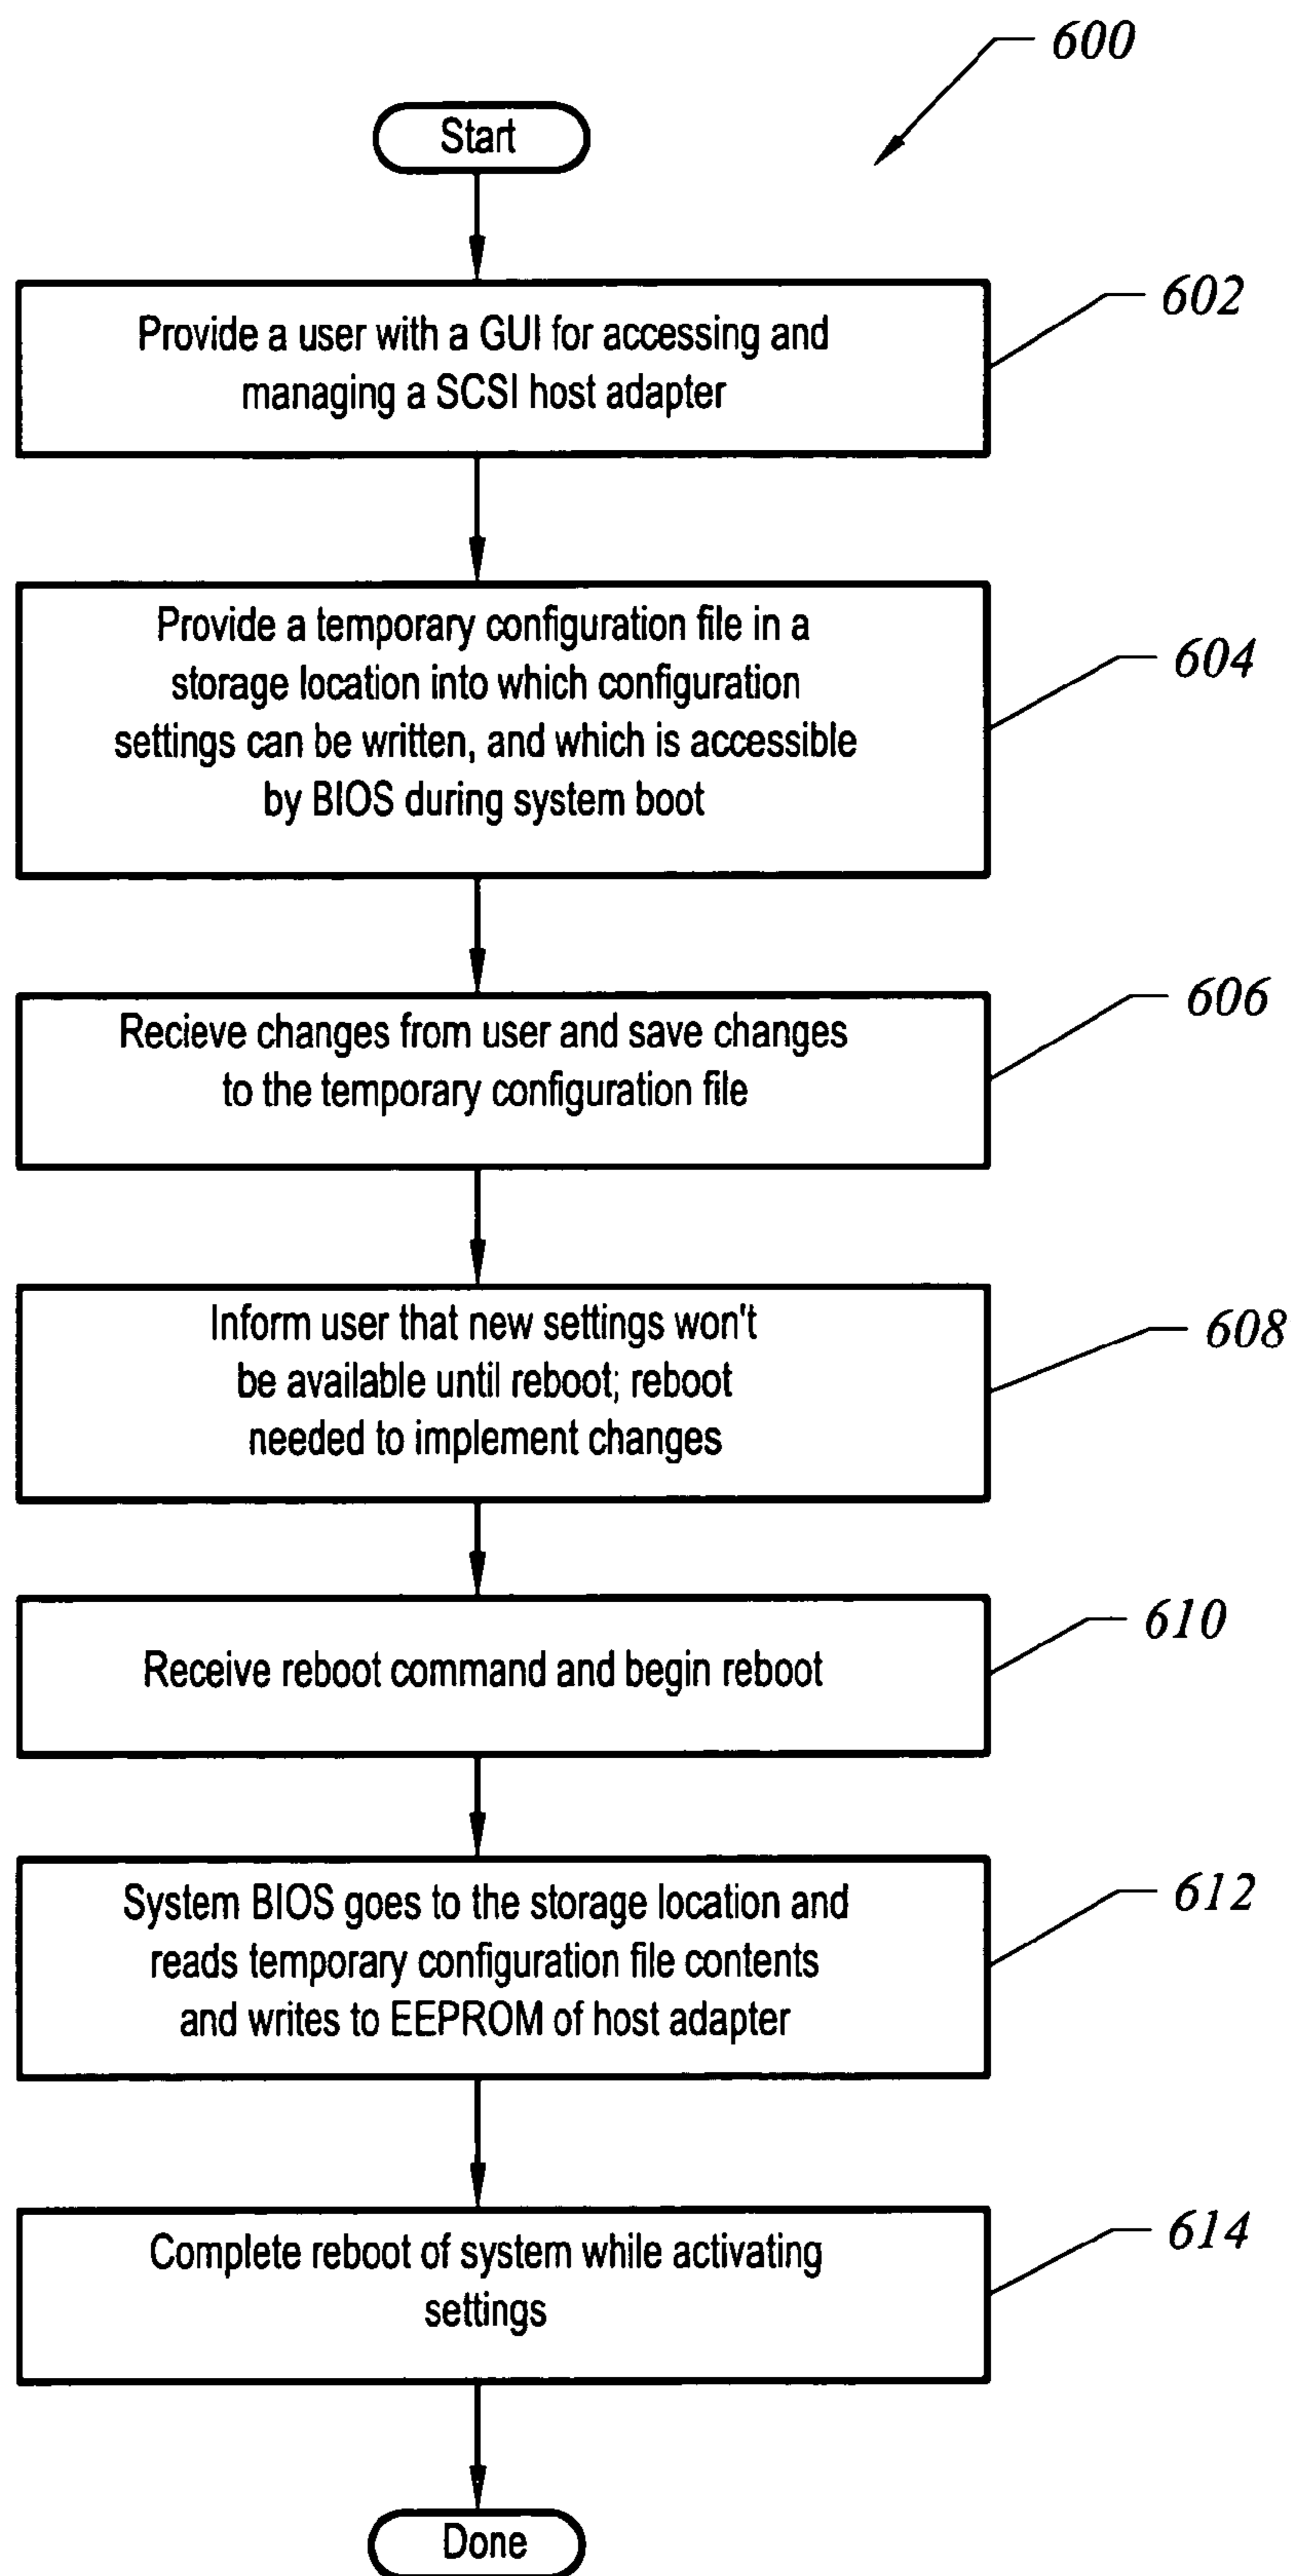 600
Start
602
Provide a user with a GUI for accessing and
managing a SCSI host adapter
604
Provide a temporary configuration file in a
storage location into which configuration
settings can be written, and which is accessible
by BIOS during system boot
606
Recieve changes from user and save changes
to the temporary configuration file
608
Inform user that new settings won't
be available until reboot; reboot
needed to implement changes
610
Receive reboot command and begin reboot
612
System BIOS goes to the storage location and
reads temporary configuration file contents
and writes to EEPROM of host adapter
614
Complete reboot of system while activating
settings
Done